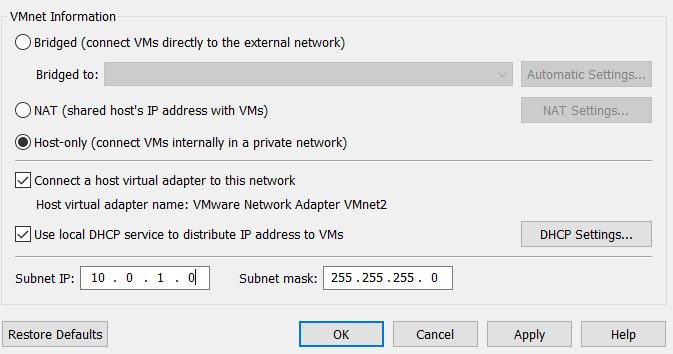 VMnet Information
Bridged (connect VMs directly to the external network)
Bridged to:
Automatic Settings...
NAT (shared host's IP address with VMs)
NAT Settings...
Host-only (connect VMs internally in a private network)
Connect a host virtual adapter to this network
Host virtual adapter name: VMware Network Adapter VMnet2
Use local DHCP service to distribute IP address to VMs
DHCP Settings...
Subnet IP: 10 . 0 . 1 . 0 Subnet mask: 255 . 255 . 255 . 0
Restore Defaults OK Cancel Apply Help